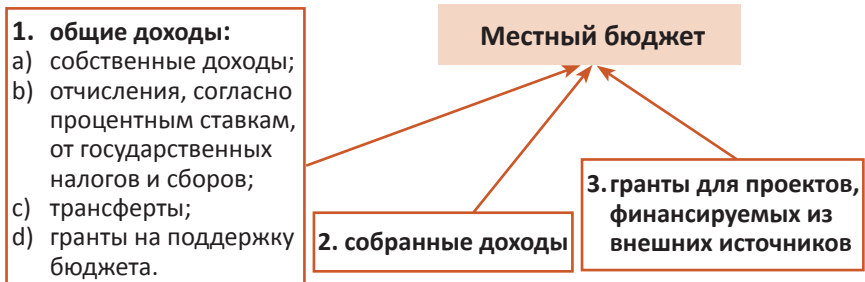 1. общие доходы:
a) собственные доходы;
b) отчисления, согласно
процентным ставкам,
от государственных
налогов и сборов;
c) трансферты;
d) гранты на поддержку
бюджета.
Местный бюджет
2. собранные доходы
3. гранты для проектов,
финансируемых из
внешних источников